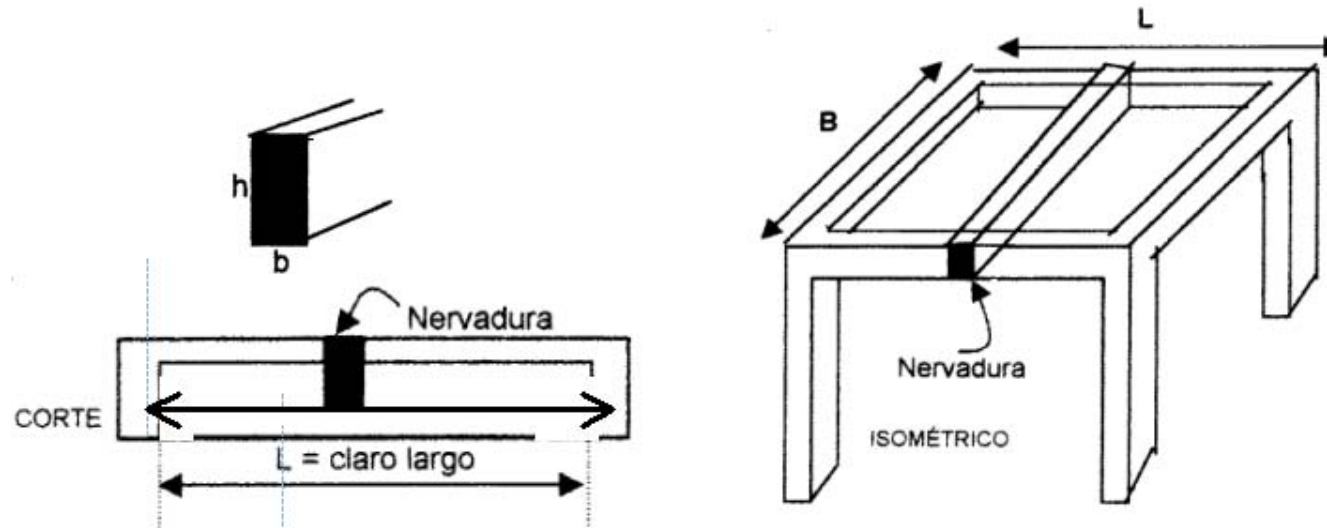 h
b
Nervadura
CORTE
L = claro largo
L
B
Nervadura
ISOMÉTRICO